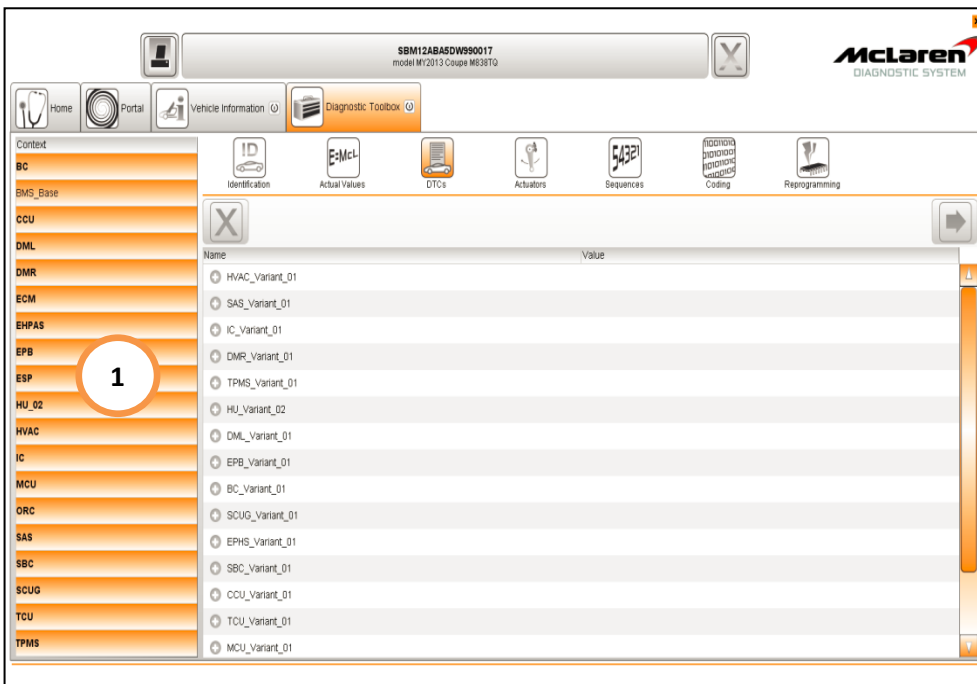 SBM12ABA5DW990017
model MY2013 Coupe M838TQ
McLaren
DIAGNOSTIC SYSTEM
Home
Portal
Vehicle Information
Diagnostic Toolbox
Context
BC
BMS_Base
CCU
DML
DMR
ECM
EHPAS
EPB
ESP
HU_02
HVAC
IC
MCU
ORC
SAS
SBC
SCUG
TCU
TPMS
1
ID
Identification
E=McL
Actual Values
DTCs
Actuators
54321
Sequences
Coding
Reprogramming
Name Value
HVAC_Variant_01
SAS_Variant_01
IC_Variant_01
DMR_Variant_01
TPMS_Variant_01
HU_Variant_02
DML_Variant_01
EPB_Variant_01
BC_Variant_01
SCUG_Variant_01
EPHS_Variant_01
SBC_Variant_01
CCU_Variant_01
TCU_Variant_01
MCU_Variant_01